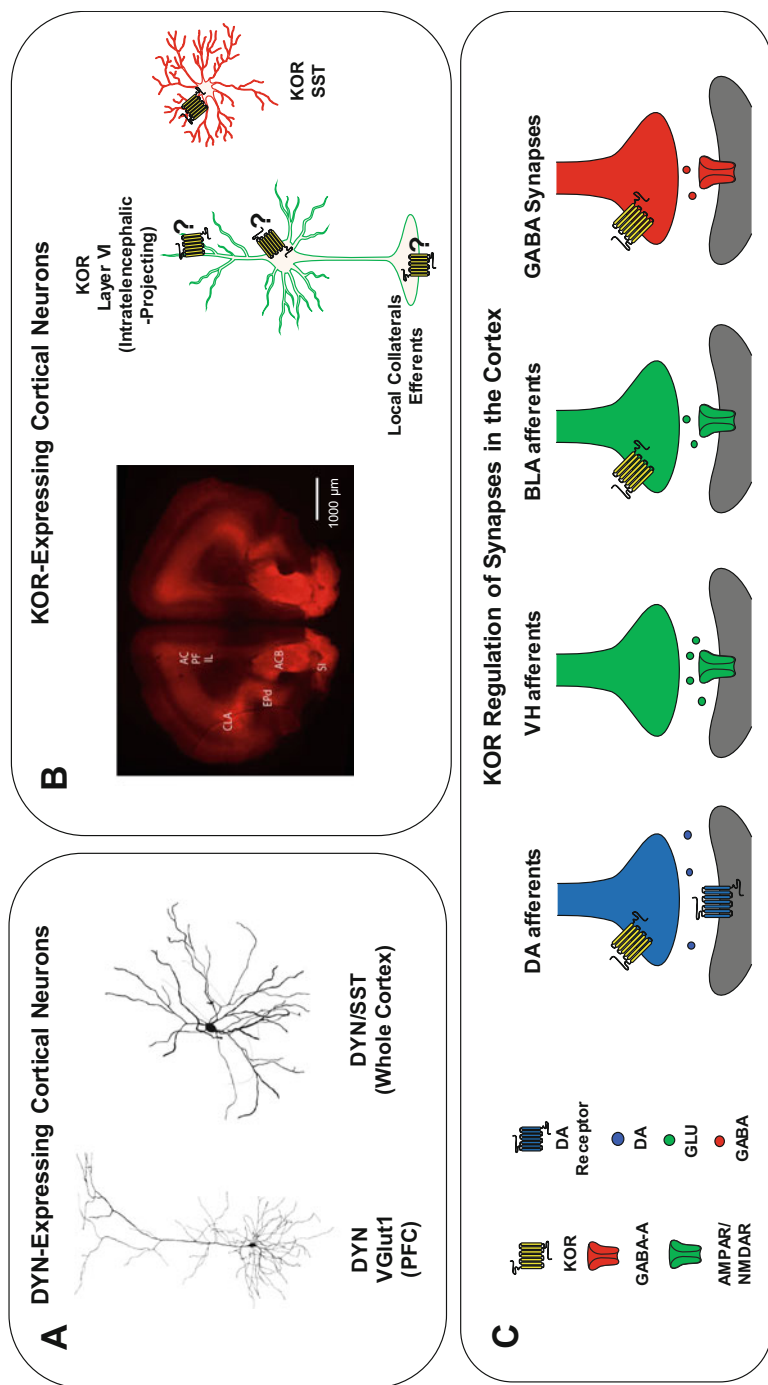 A
DYN-Expressing Cortical Neurons
DYN
VGlut1
(PFC)
DYN/SST
(Whole Cortex)
B
KOR-Expressing Cortical Neurons
AC
PF
IL
CLA
EPd
ACB
SI
1000 µm
KOR
Layer VI
(Intratelencephalic
-Projecting)
?
?
?
Local Collaterals
Efferents
KOR
SST
C
KOR Regulation of Synapses in the Cortex
KOR
GABA-A
AMPAR/
NMDAR
DA
Receptor
DA
GLU
GABA
DA afferents
VH afferents
BLA afferents
GABA Synapses